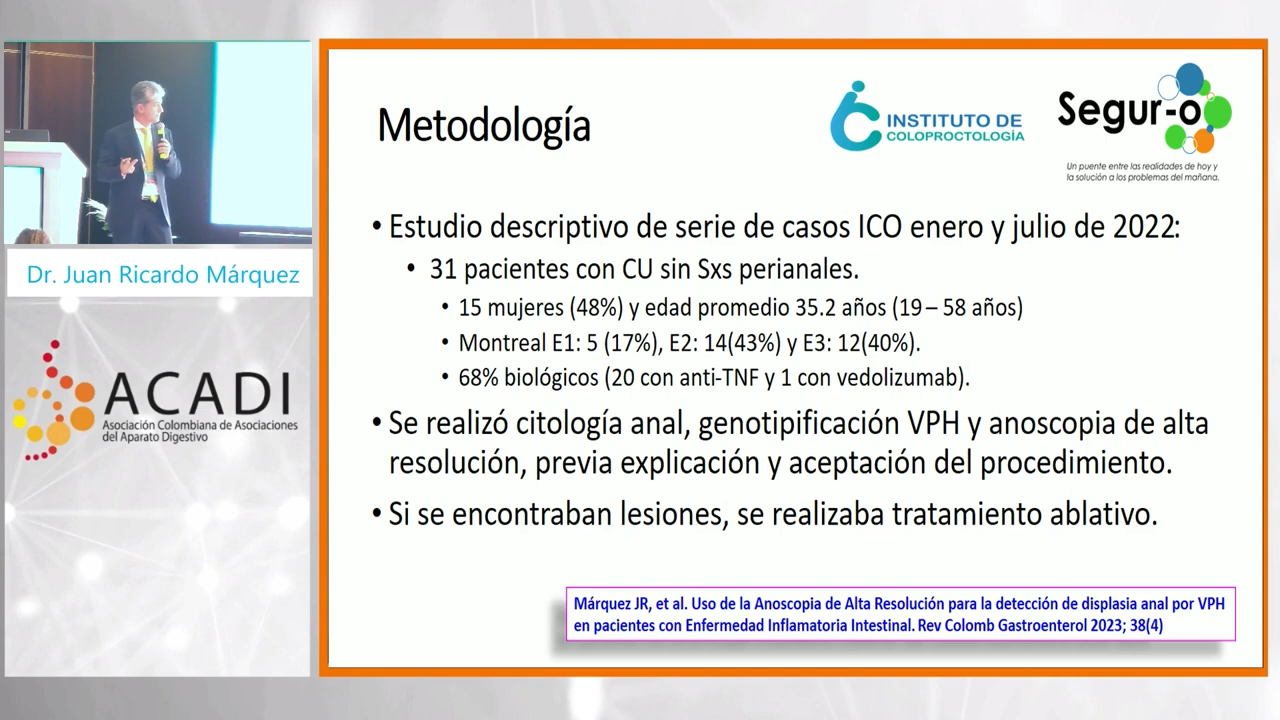 Metodología
INSTITUTO DE
COLOPROCTOLOGÍA
Segur-o
Un puente entre las realidades de hoy y
la solución a los problemas del mañana.
• Estudio descriptivo de serie de casos ICO enero y julio de 2022:
• 31 pacientes con CU sin Sxs perianales.
• 15 mujeres (48%) y edad promedio 35.2 años (19 – 58 años)
• Montreal E1: 5 (17%), E2: 14(43%) y E3: 12(40%).
• 68% biológicos (20 con anti-TNF y 1 con vedolizumab).
• Se realizó citología anal, genotipificación VPH y anoscopia de alta
resolución, previa explicación y aceptación del procedimiento.
• Si se encontraban lesiones, se realizaba tratamiento ablativo.
Márquez JR, et al. Uso de la Anoscopia de Alta Resolución para la detección de displasia anal por VPH
en pacientes con Enfermedad Inflamatoria Intestinal. Rev Colomb Gastroenterol 2023; 38(4)
Dr. Juan Ricardo Márquez
ACADI
Asociación Colombiana de Asociaciones
del Aparato Digestivo